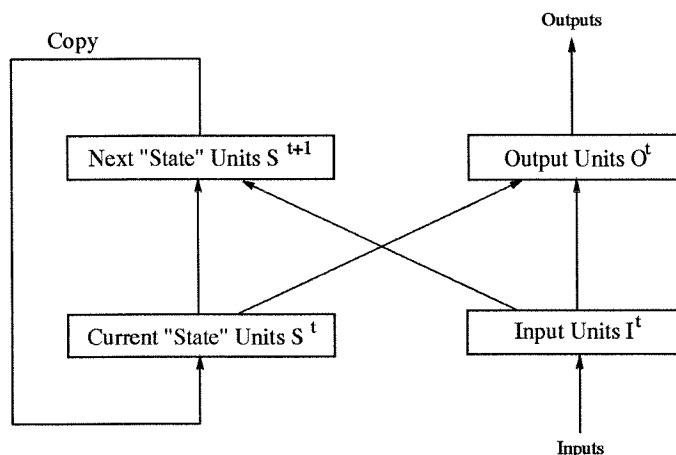 Outputs
Copy
Next "State" Units S t+1
Output Units O t
Current "State" Units S t
Input Units I t
Inputs